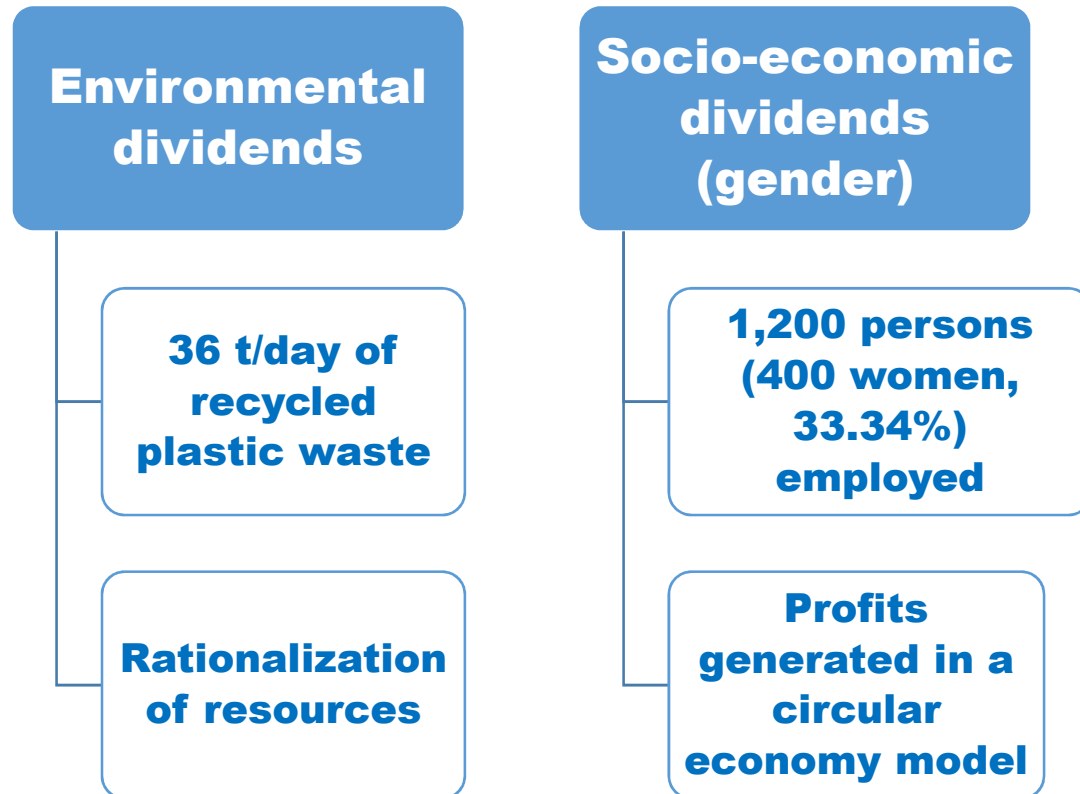 Environmental
dividends
36 t/day of
recycled
plastic waste
Rationalization
of resources
Socio-economic
dividends
(gender)
1,200 persons
(400 women,
33.34%)
employed
Profits
generated in a
circular
economy model